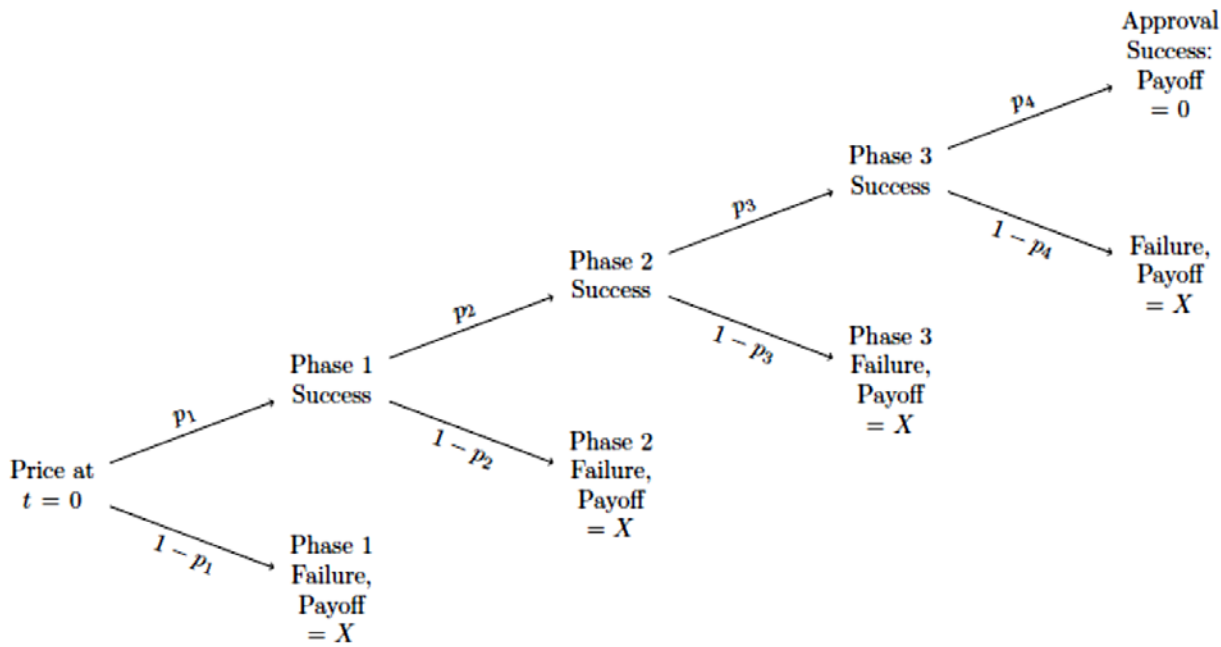 Approval
Success:
Payoff
= 0
p4
Phase 3
Success
p3
1 − p4
Failure,
Payoff
= X
Phase 2
Success
p2
1 − p3
Phase 3
Failure,
Payoff
= X
Phase 1
Success
p1
1 − p2
Phase 2
Failure,
Payoff
= X
Price at
t = 0
1 − p1
Phase 1
Failure,
Payoff
= X